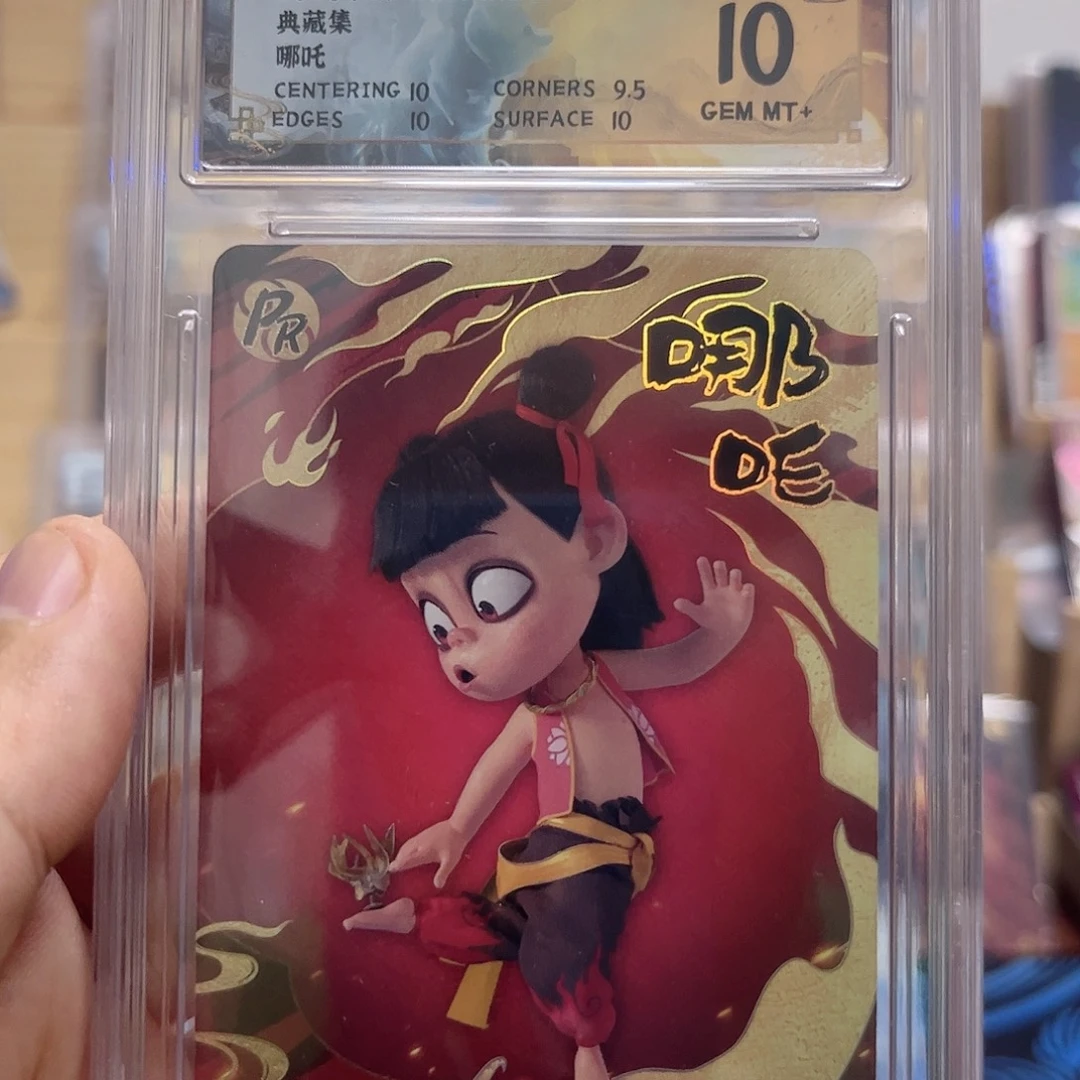 典藏集
哪吒
10
CENTERING 10 CORNERS 9.5
EDGES 10 SURFACE 10
GEM MT+
PR
哪
吒